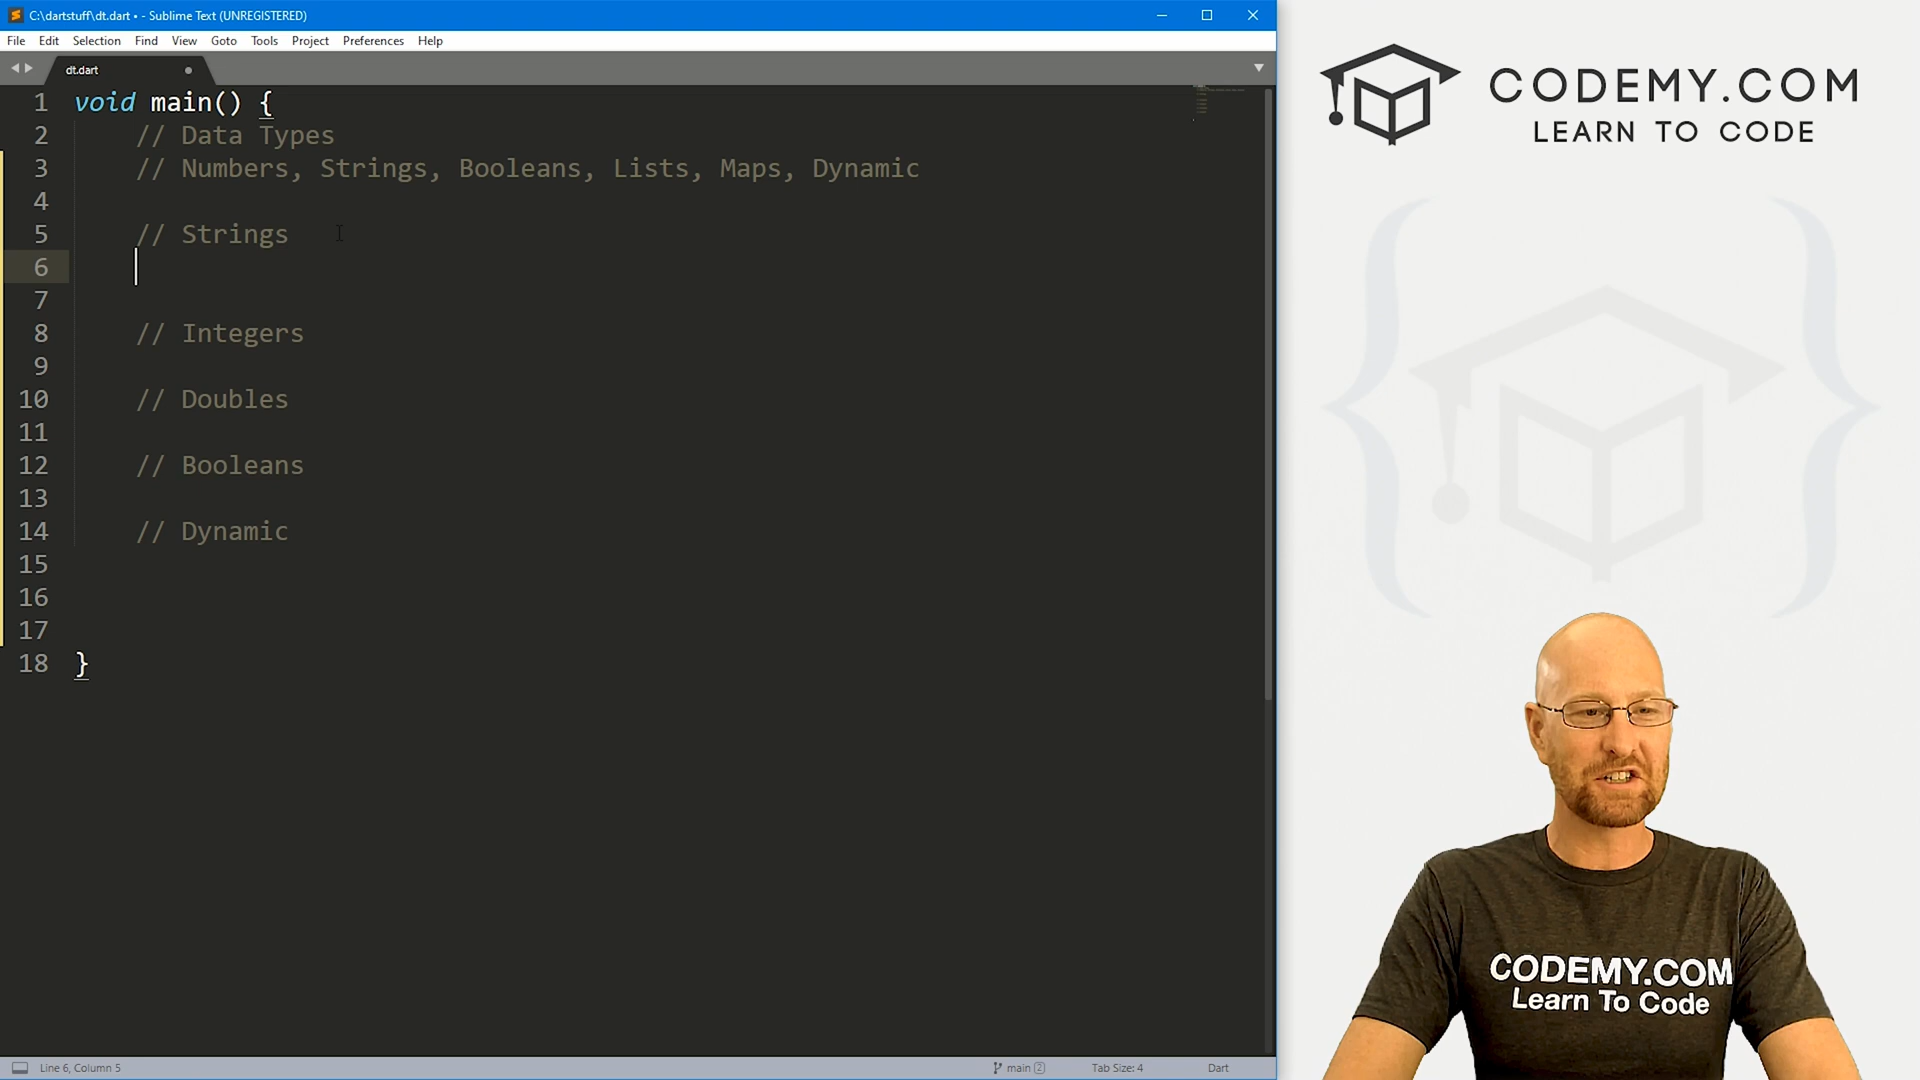 C:\dartstuff\dt.dart • - Sublime Text (UNREGISTERED)
File Edit Selection Find View Goto Tools Project Preferences Help
dt.dart
1 void main() {
2 // Data Types
3 // Numbers, Strings, Booleans, Lists, Maps, Dynamic
4
5 // Strings
6
7
8 // Integers
9
10 // Doubles
11
12 // Booleans
13
14 // Dynamic
15
16
17
18 }
Line 6, Column 5 main 2 Tab Size: 4 Dart
CODEMY.COM
LEARN TO CODE
CODEMY.COM
Learn To Code